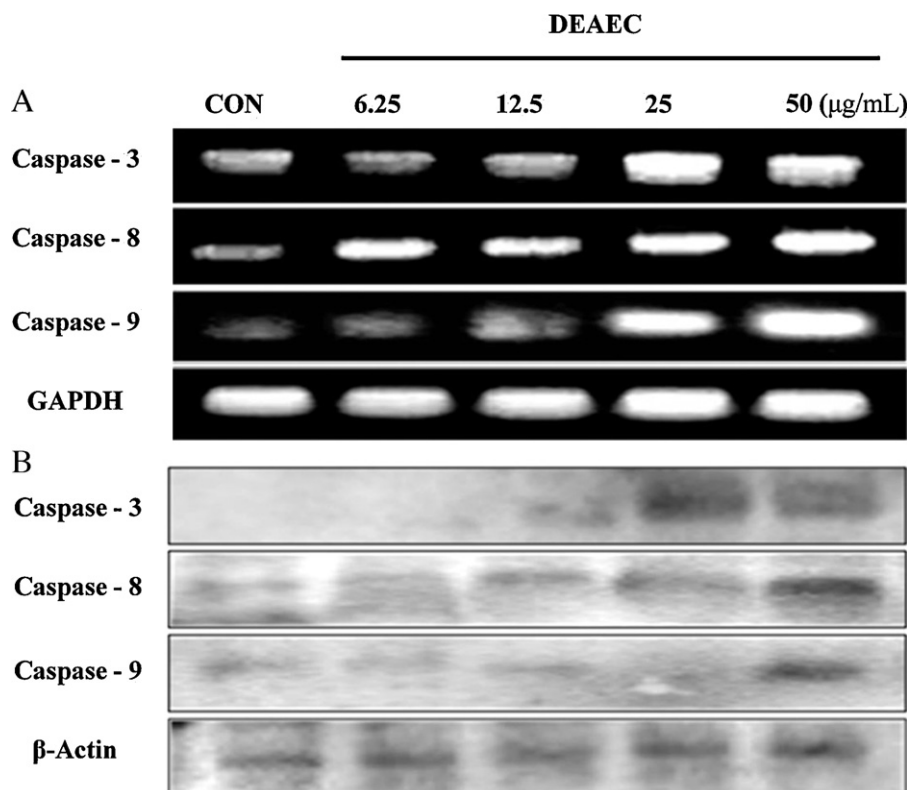 DEAEC
A
CON 6.25 12.5 25 50 (μg/mL)
Caspase - 3
Caspase - 8
Caspase - 9
GAPDH
B
Caspase - 3
Caspase - 8
Caspase - 9
β-Actin